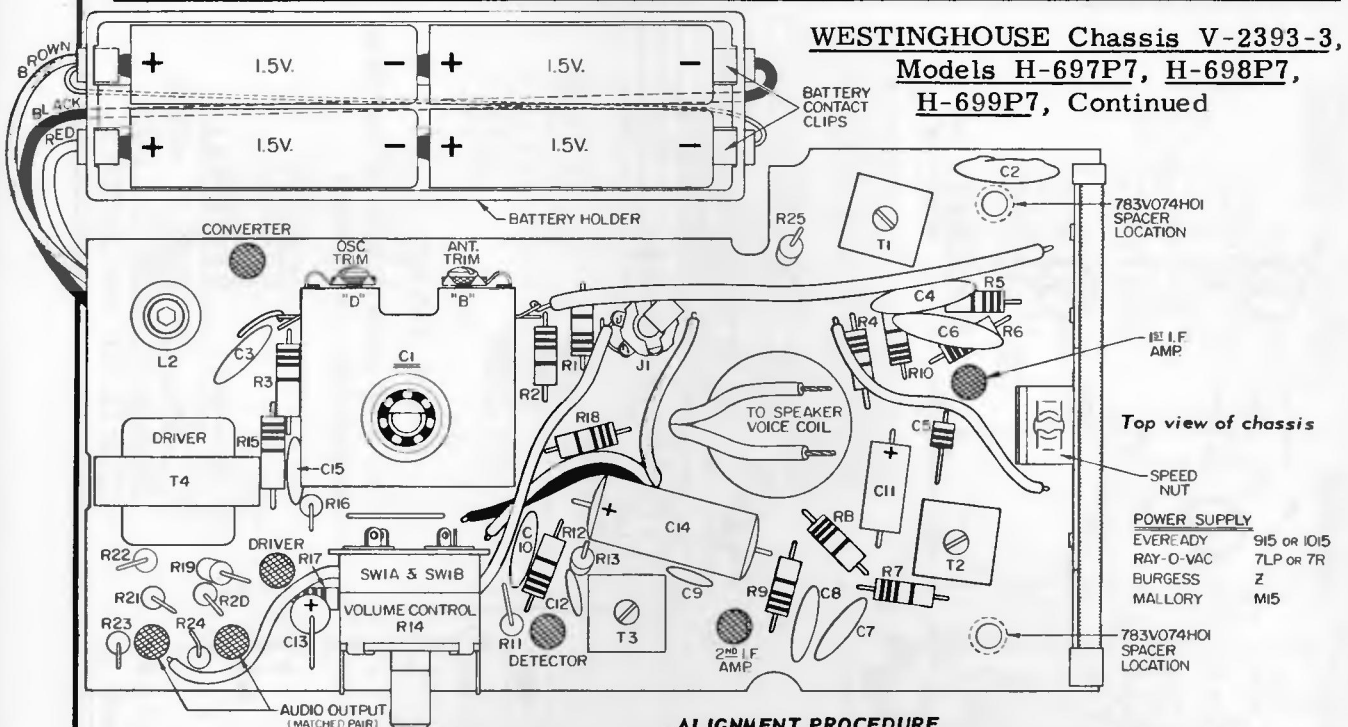 WESTINGHOUSE Chassis V-2393-3,
Models H-697P7, H-698P7,
H-699P7, Continued
BROWN
BLACK
RED
+ 1.5V. -
+ 1.5V. -
+ 1.5V. -
+ 1.5V. -
BATTERY
CONTACT
CLIPS
BATTERY HOLDER
CONVERTER
OSC.
TRIM
ANT.
TRIM
"D"
"B"
L2
C3
R3
C1
R2
R1
J1
R25
T1
C2
783V074H01
SPACER
LOCATION
C4
R5
C6
R6
R4
R10
1ST I.F.
AMP.
TO SPEAKER
VOICE COIL
R18
C5
Top view of chassis
DRIVER
T4
R15
C15
R16
+
C14
+
C11
SPEED
NUT
R22
R19
DRIVER
R17
R21
R20
R23
R24
+
C13
SW1A & SW1B
VOLUME CONTROL
R14
C
10
R12
R13
C12
R11
DETECTOR
T3
C9
2ND I.F.
AMP.
R9
R8
C8
C7
R7
T2
POWER SUPPLY
EVEREADY 915 OR 1015
RAY-O-VAC 7LP OR 7R
BURGESS Z
MALLORY M15
783V074H01
SPACER
LOCATION
AUDIO OUTPUT
(MATCHED PAIR)
ALIGNMENT PROCEDURE